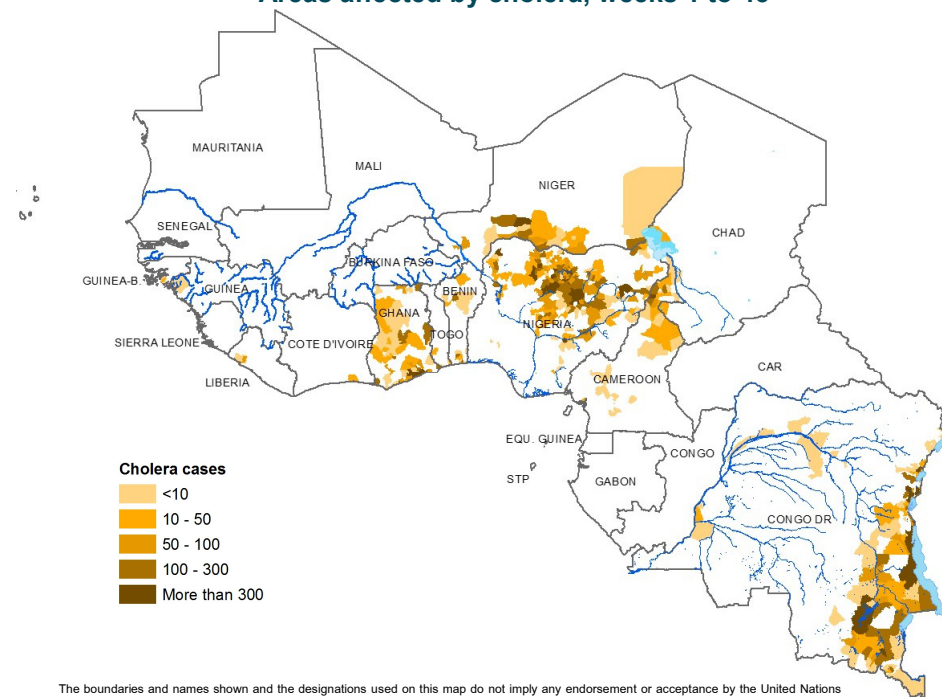 MAURITANIA
MALI
NIGER
CHAD
SENEGAL
GUINEA-B.
GUINEA
BURKINA FASO
BENIN
GHANA
TOGO
NIGERIA
SIERRA LEONE
COTE D'IVOIRE
LIBERIA
CAMEROON
CAR
EQU. GUINEA
STP
GABON
CONGO
CONGO DR
Cholera cases
<10
10 - 50
50 - 100
100 - 300
More than 300
The boundaries and names shown and the designations used on this map do not imply any endorsement or acceptance by the United Nations